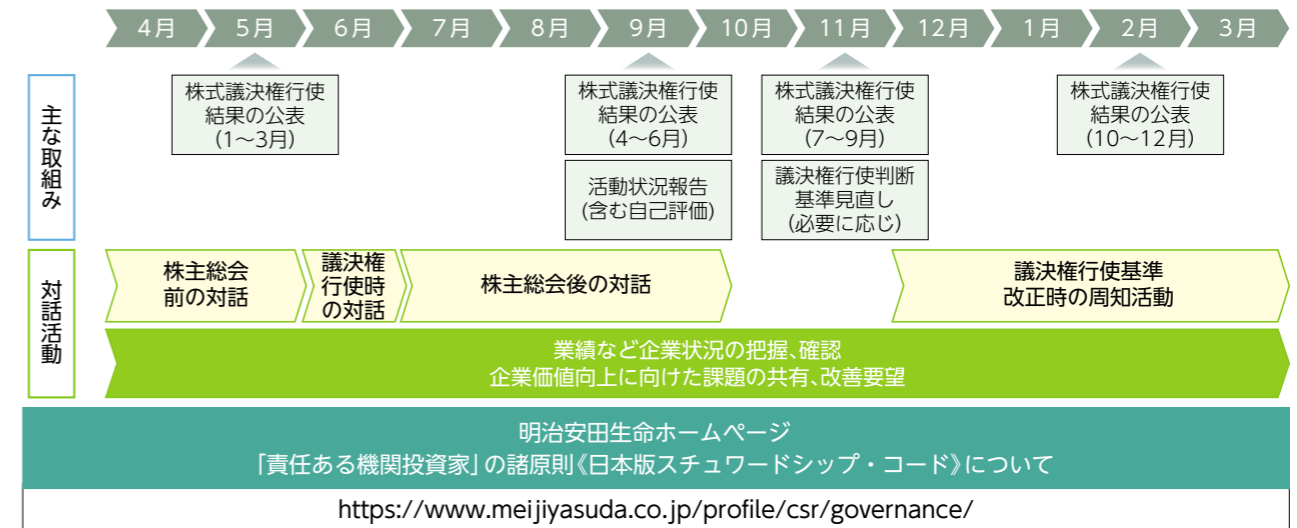 4月 5月 6月 7月 8月 9月 10月 11月 12月 1月 2月 3月
主な取組み
株式議決権行使
結果の公表
(1〜3月)
株式議決権行使
結果の公表
(4〜6月)
株式議決権行使
結果の公表
(7〜9月)
株式議決権行使
結果の公表
(10〜12月)
活動状況報告
(含む自己評価)
議決権行使判断
基準見直し
(必要に応じ)
対話活動
株主総会
前の対話
議決権
行使時
の対話
株主総会後の対話
議決権行使基準
改正時の周知活動
業績など企業状況の把握、確認
企業価値向上に向けた課題の共有、改善要望
明治安田生命ホームページ
「責任ある機関投資家」の諸原則《日本版スチュワードシップ・コード》について
https://www.meijiyasuda.co.jp/profile/csr/governance/